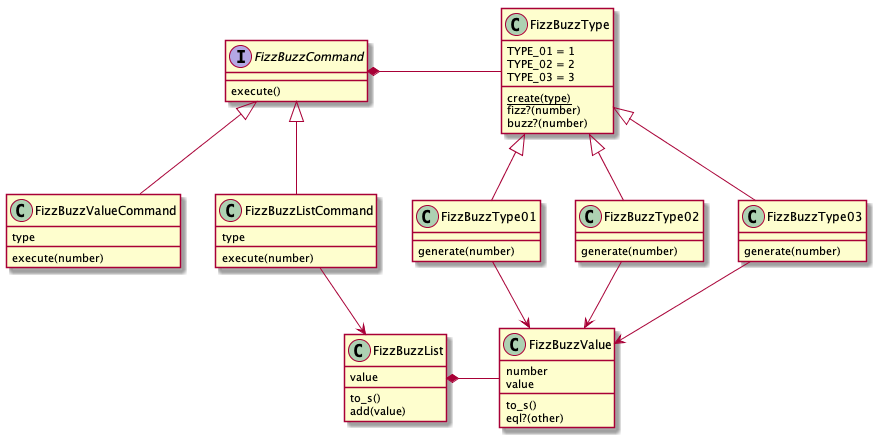 C FizzBuzzType
TYPE_01 = 1
TYPE_02 = 2
TYPE_03 = 3
create(type)
fizz?(number)
buzz?(number)
I FizzBuzzCommand
execute()
C FizzBuzzValueCommand
type
execute(number)
C FizzBuzzListCommand
type
execute(number)
C FizzBuzzType01
generate(number)
C FizzBuzzType02
generate(number)
C FizzBuzzType03
generate(number)
C FizzBuzzList
value
to_s()
add(value)
C FizzBuzzValue
number
value
to_s()
eql?(other)